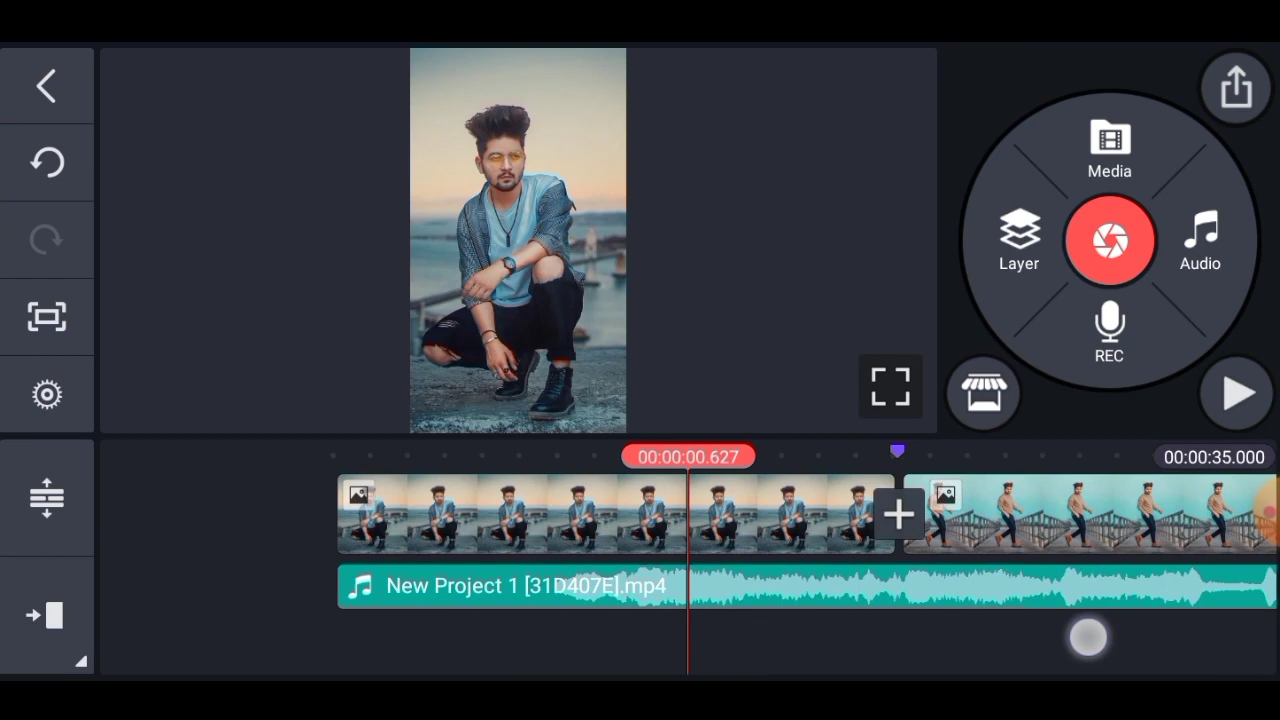 Media
Layer
Audio
REC
00:00:00.627
00:00:35.000
New Project 1 [31D407E].mp4